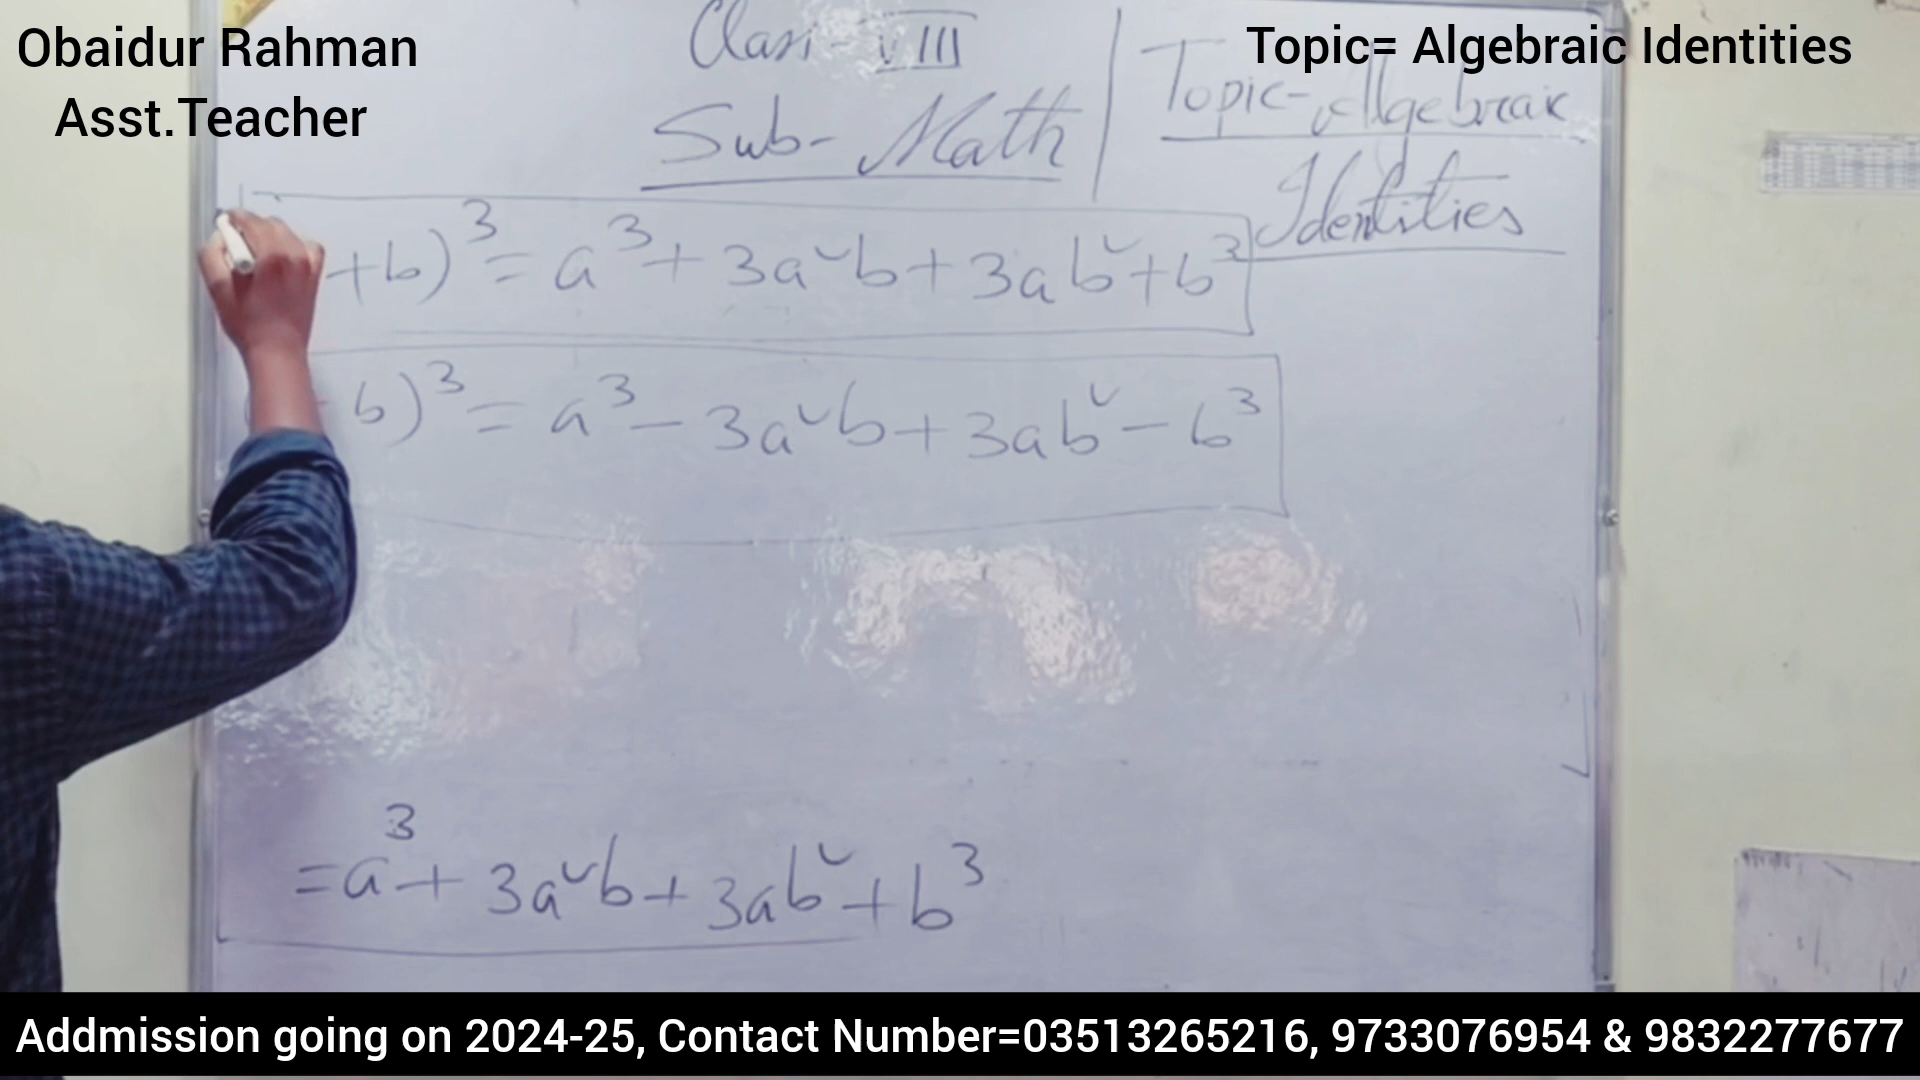 Obaidur Rahman
Asst.Teacher
Topic= Algebraic Identities
Class-VIII
Sub-Math
Topic-Algebraic
Identities
+b)³=a³+3a²b+3ab²+b³
b)³=a³-3a²b+3ab²-b³
=a³+3a²b+3ab²+b³
Addmission going on 2024-25, Contact Number=03513265216, 9733076954 & 9832277677